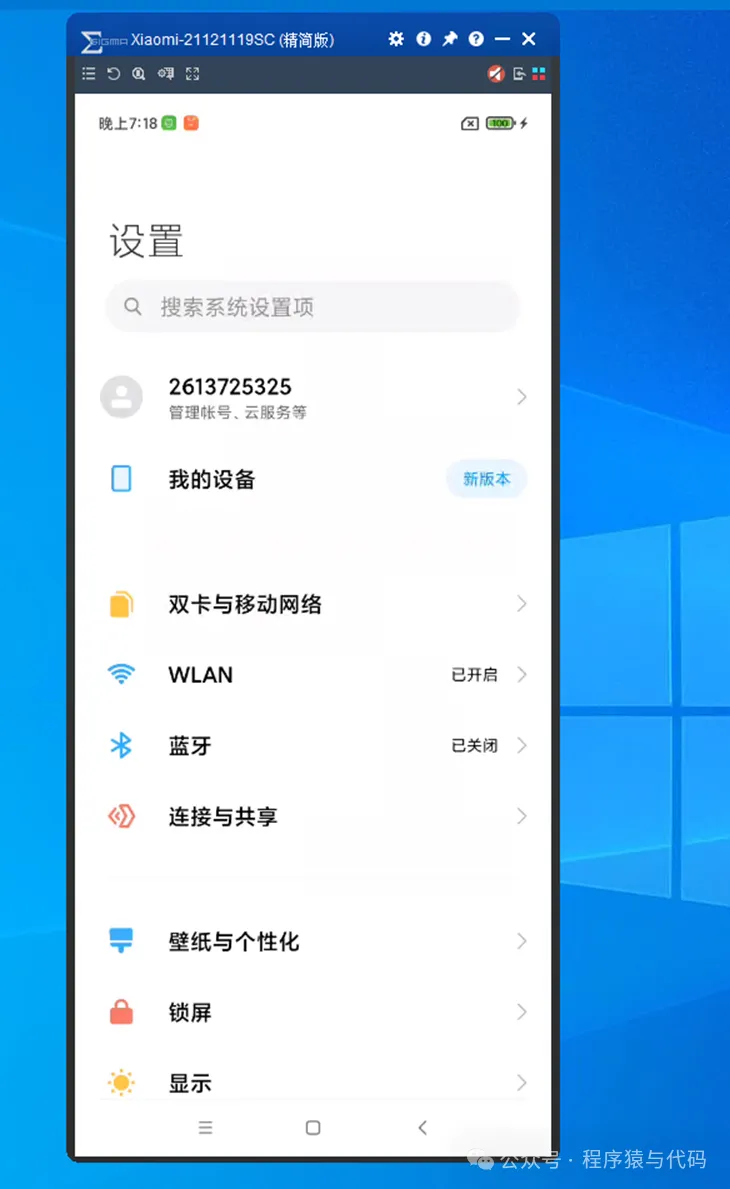 SIGMA Xiaomi-21121119SC (精简版)
晚上7:18
100
设置
搜索系统设置项
2613725325
管理帐号、云服务等
我的设备
新版本
双卡与移动网络
WLAN
已开启
蓝牙
已关闭
连接与共享
壁纸与个性化
锁屏
显示
公众号 · 程序猿与代码